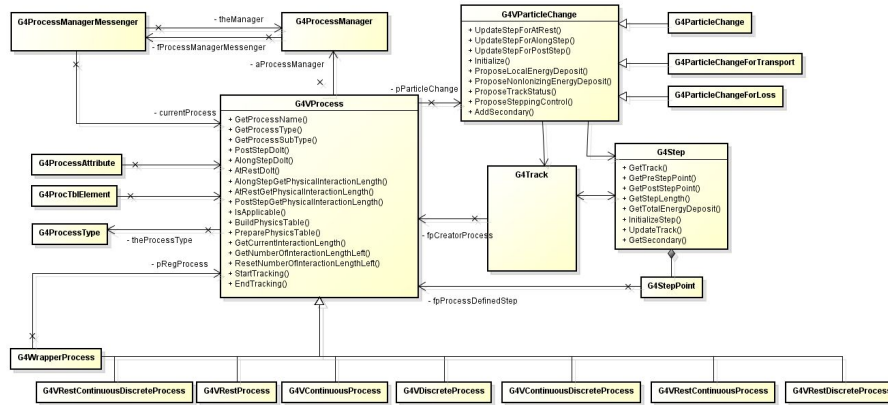 G4ProcessManagerMessenger
- theManager
- fProcessManagerMessenger
G4ProcessManager
- aProcessManager
- currentProcess
G4VParticleChange
+ UpdateStepForAtRest()
+ UpdateStepForAlongStep()
+ UpdateStepForPostStep()
+ Initialize()
+ ProposeLocalEnergyDeposit()
+ ProposeNonIonizingEnergyDeposit()
+ ProposeTrackStatus()
+ ProposeSteppingControl()
+ AddSecondary()
G4ParticleChange
G4ParticleChangeForTransport
G4ParticleChangeForLoss
- pParticleChange
G4VProcess
+ GetProcessName()
+ GetProcessType()
+ GetProcessSubType()
+ PostStepDoIt()
+ AlongStepDoIt()
+ AtRestDoIt()
+ AlongStepGetPhysicalInteractionLength()
+ AtRestGetPhysicalInteractionLength()
+ PostStepGetPhysicalInteractionLength()
+ IsApplicable()
+ BuildPhysicsTable()
+ PreparePhysicsTable()
+ GetCurrentInteractionLength()
+ GetNumberOfInteractionLengthLeft()
+ ResetNumberOfInteractionLengthLeft()
+ StartTracking()
+ EndTracking()
G4ProcessAttribute
G4ProcTblElement
G4ProcessType
- theProcessType
- pRegProcess
G4Track
- fpCreatorProcess
G4Step
+ GetTrack()
+ GetPreStepPoint()
+ GetPostStepPoint()
+ GetStepLength()
+ GetTotalEnergyDeposit()
+ InitializeStep()
+ UpdateTrack()
+ GetSecondary()
G4StepPoint
- fpProcessDefinedStep
G4WrapperProcess
G4VRestContinuousDiscreteProcess
G4VRestProcess
G4VContinuousProcess
G4VDiscreteProcess
G4VContinuousDiscreteProcess
G4VRestContinuousProcess
G4VRestDiscreteProcess